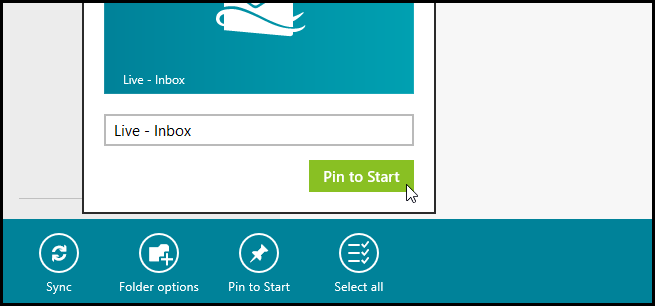 Live - Inbox
Live - Inbox
Pin to Start
Sync
Folder options
Pin to Start
Select all